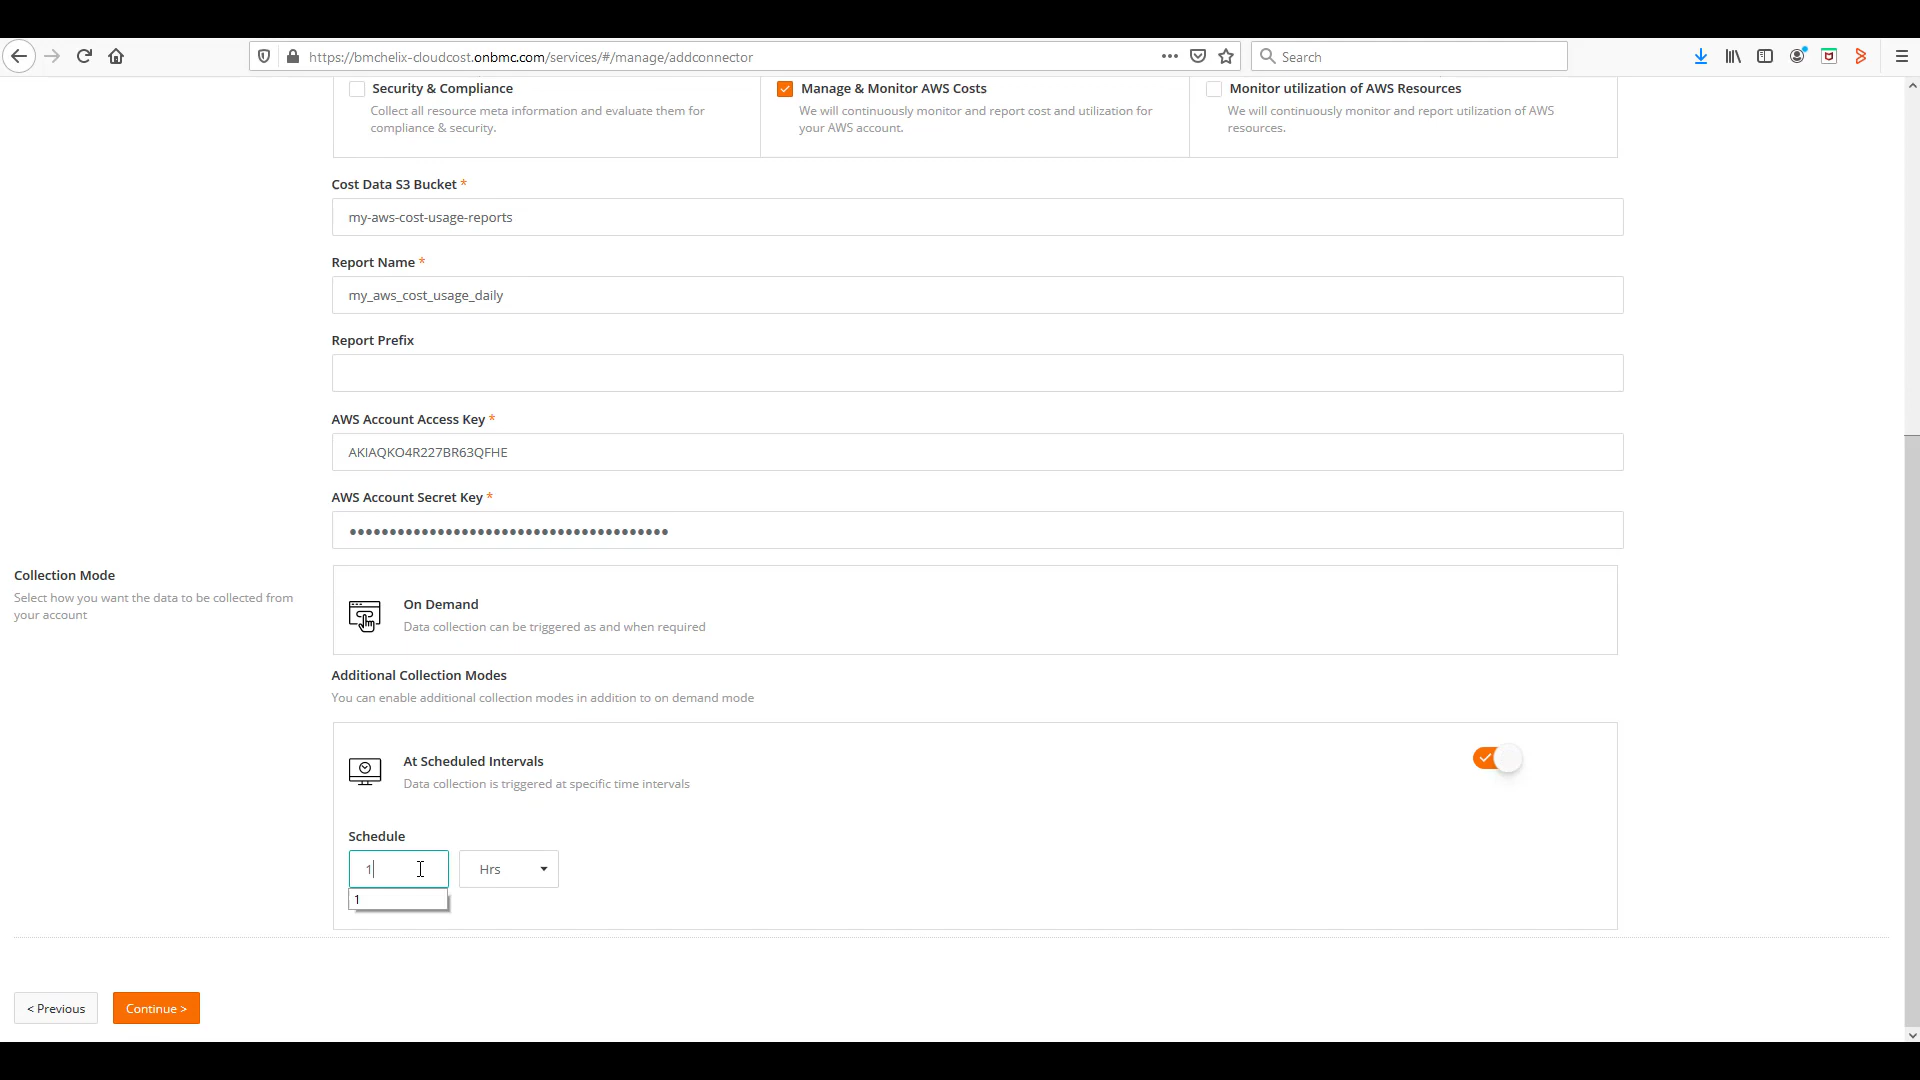 https://bmchelix-cloudcost.onbmc.com/services/#/manage/addconnector
Search
Security & Compliance
Collect all resource meta information and evaluate them for
compliance & security.
Manage & Monitor AWS Costs
We will continuously monitor and report cost and utilization for
your AWS account.
Monitor utilization of AWS Resources
We will continuously monitor and report utilization of AWS
resources.
Cost Data S3 Bucket *
my-aws-cost-usage-reports
Report Name *
my_aws_cost_usage_daily
Report Prefix
AWS Account Access Key *
AKIAQKO4R227BR63QFHE
AWS Account Secret Key *
••••••••••••••••••••••••••••••••••••••••
Collection Mode
Select how you want the data to be collected from
your account
On Demand
Data collection can be triggered as and when required
Additional Collection Modes
You can enable additional collection modes in addition to on demand mode
At Scheduled Intervals
Data collection is triggered at specific time intervals
Schedule
1
Hrs
1
< Previous
Continue >